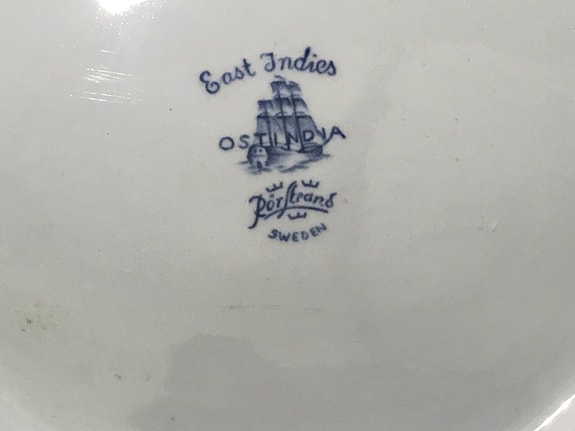 East Indies
OSTINDIA
Rörstrand
SWEDEN